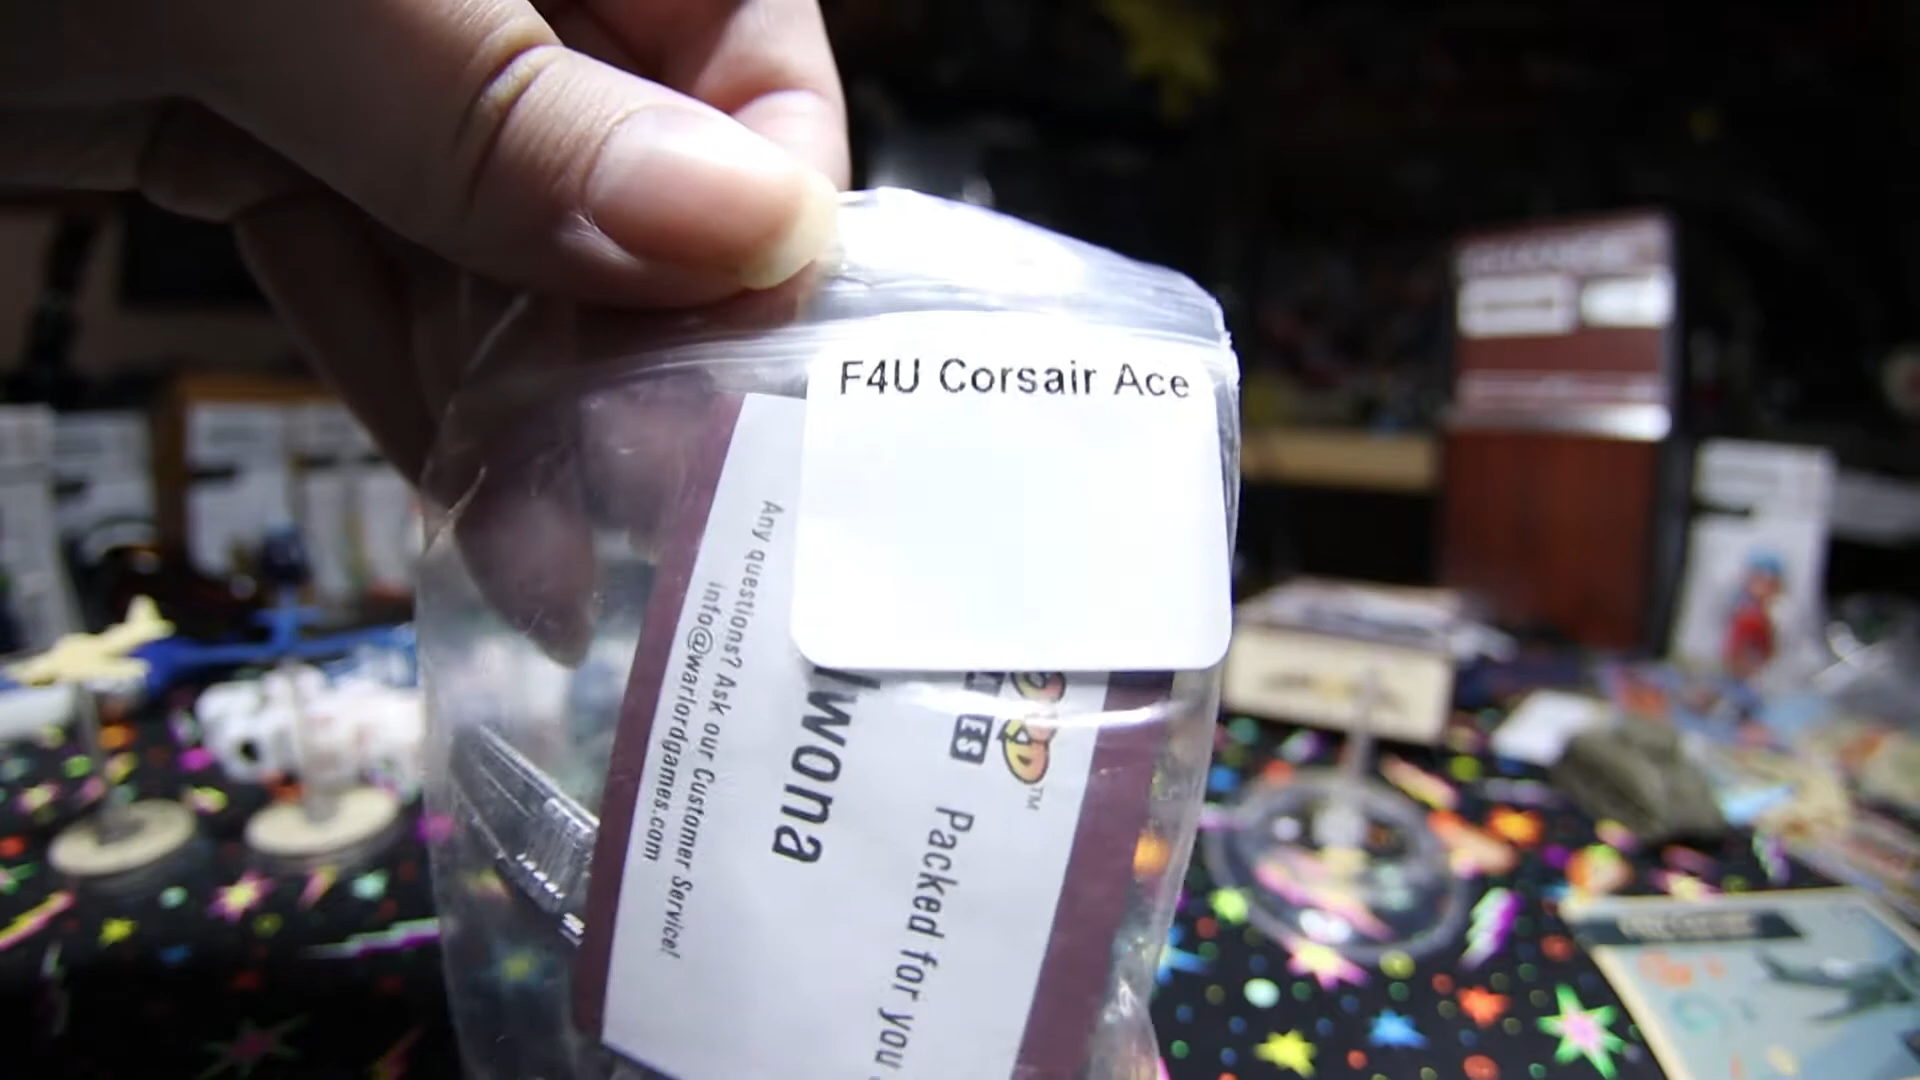 F4U Corsair Ace
Any questions? Ask our Customer Service!
info@warlordgames.com
wona
Packed for you